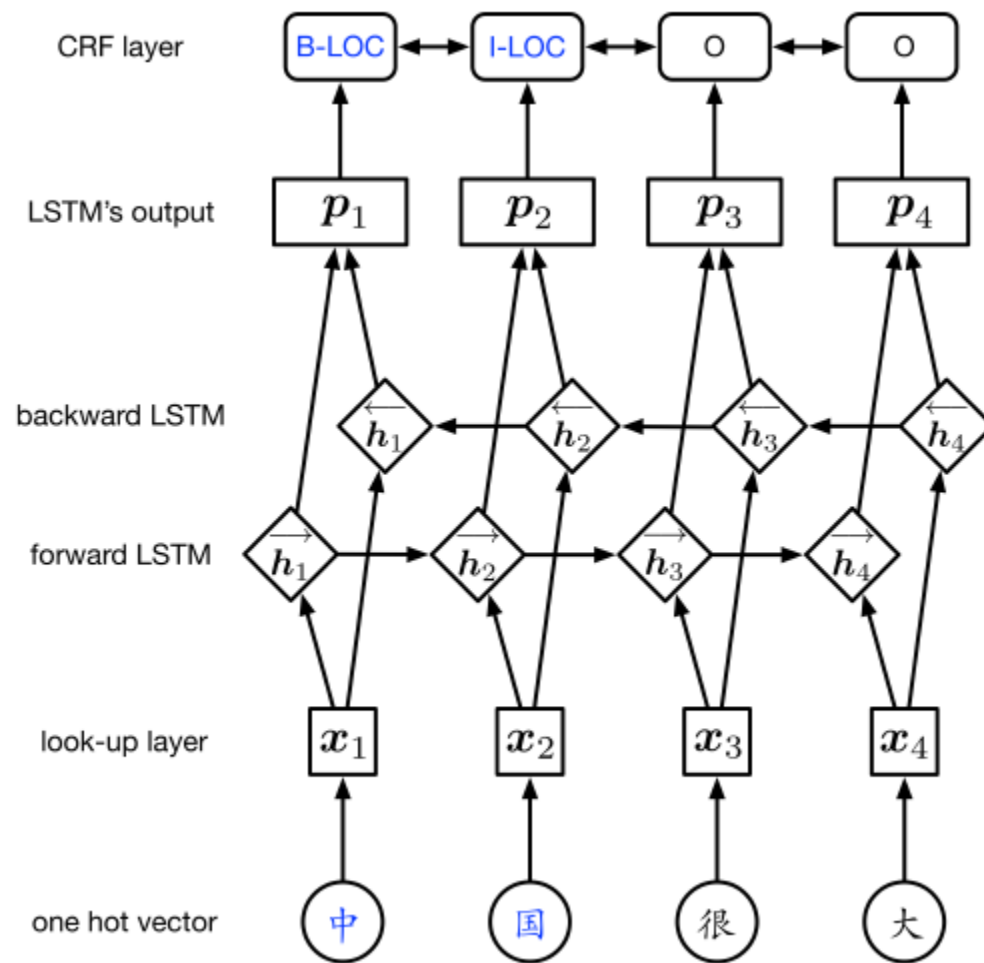 CRF layer B-LOC I-LOC O O
LSTM's output p₁ p₂ p₃ p₄
backward LSTM ←h₁ ←h₂ ←h₃ ←h₄
forward LSTM →h₁ →h₂ →h₃ →h₄
look-up layer x₁ x₂ x₃ x₄
one hot vector 中 国 很 大